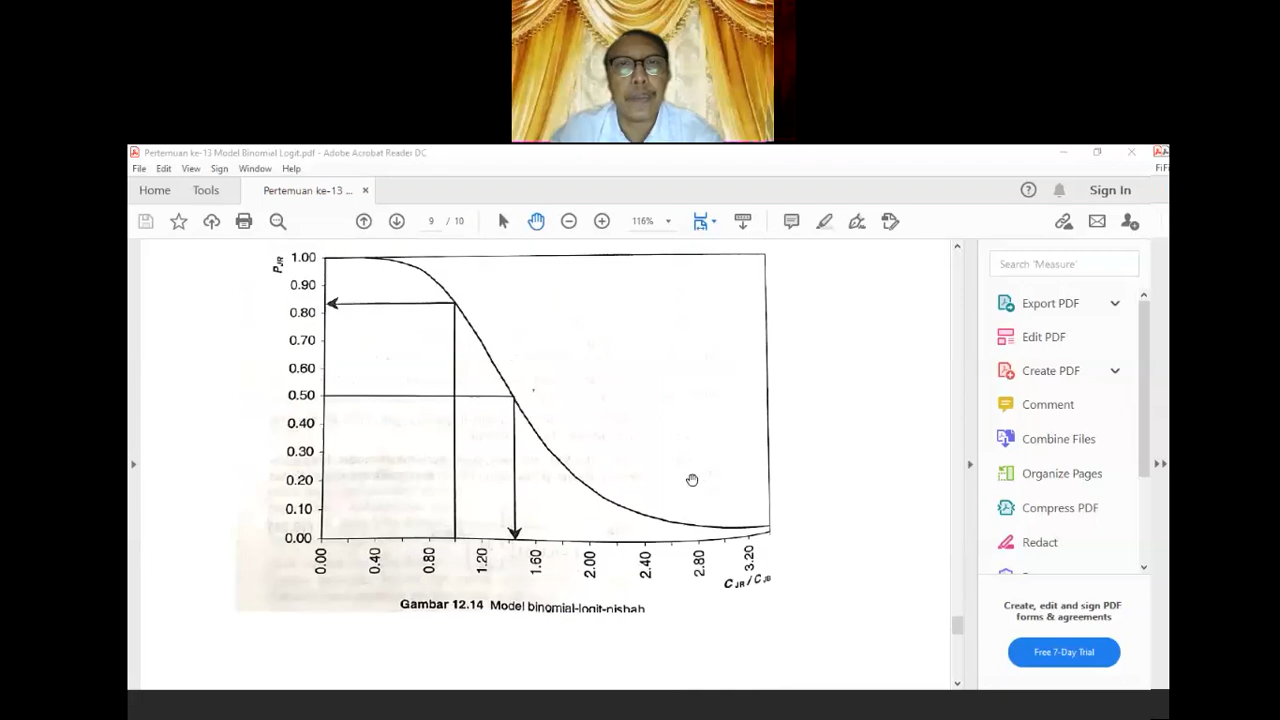 Pertemuan ke-13 Model Binomial Logit.pdf - Adobe Acrobat Reader DC
File Edit View Sign Window Help
FiFi
Home Tools Pertemuan ke-13 ... × Sign In
9 / 10 116%
Search 'Measure'
Export PDF
Edit PDF
Create PDF
Comment
Combine Files
Organize Pages
Compress PDF
Redact
Create, edit and sign PDF
forms & agreements
Free 7-Day Trial
P JR
1.00
0.90
0.80
0.70
0.60
0.50
0.40
0.30
0.20
0.10
0.00
0.00 0.40 0.80 1.20 1.60 2.00 2.40 2.80 3.20
C JR / C JB
Gambar 12.14 Model binomial-logit-nisbah